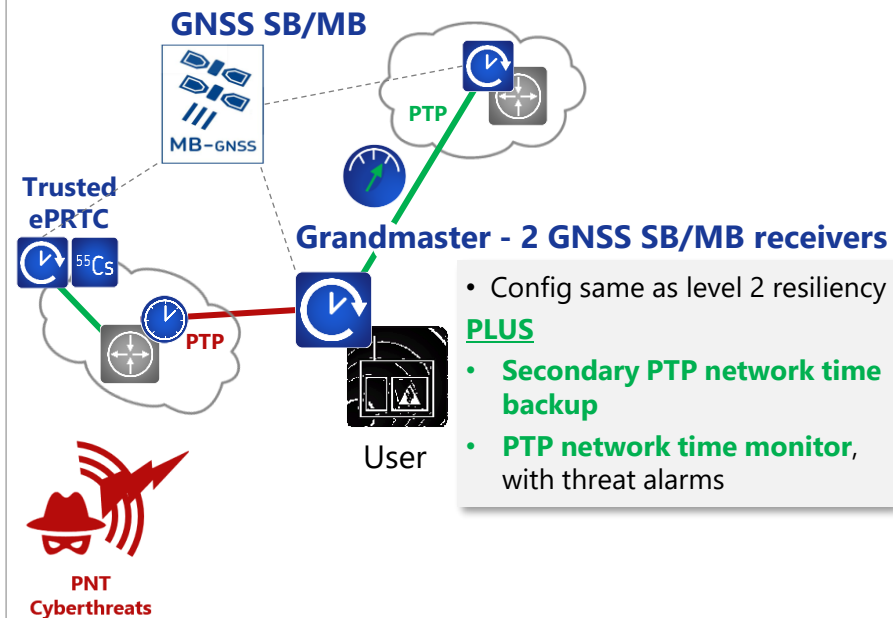 GNSS SB/MB
MB-GNSS
PTP
Trusted
ePRTC
⁵⁵Cs
Grandmaster - 2 GNSS SB/MB receivers
PTP
• Config same as level 2 resiliency
PLUS
• Secondary PTP network time
backup
• PTP network time monitor,
with threat alarms
User
PNT
Cyberthreats